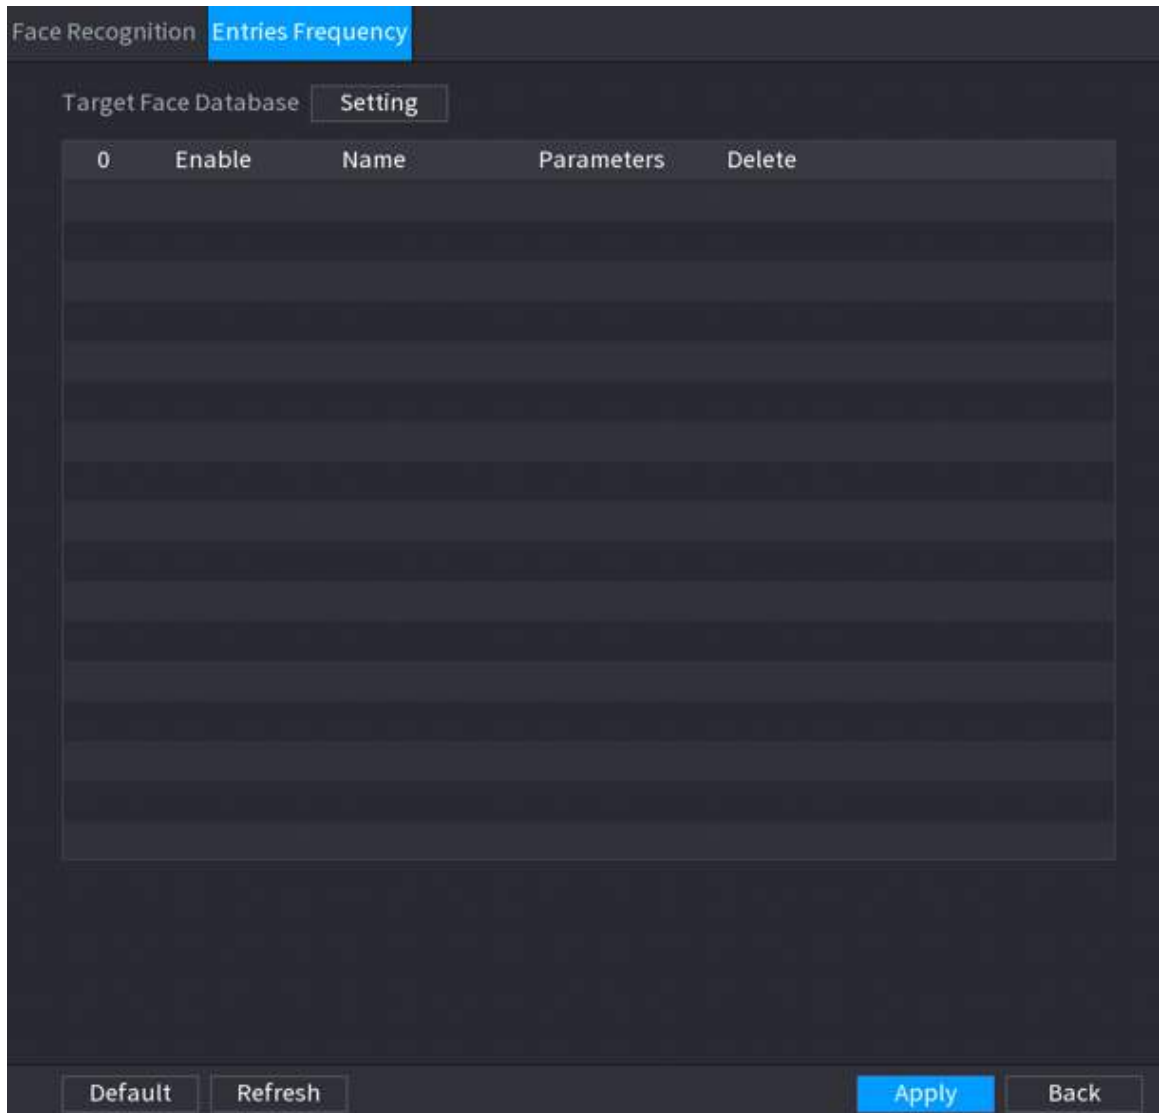 Face Recognition Entries Frequency
Target Face Database Setting
0 Enable Name Parameters Delete
Default Refresh Apply Back